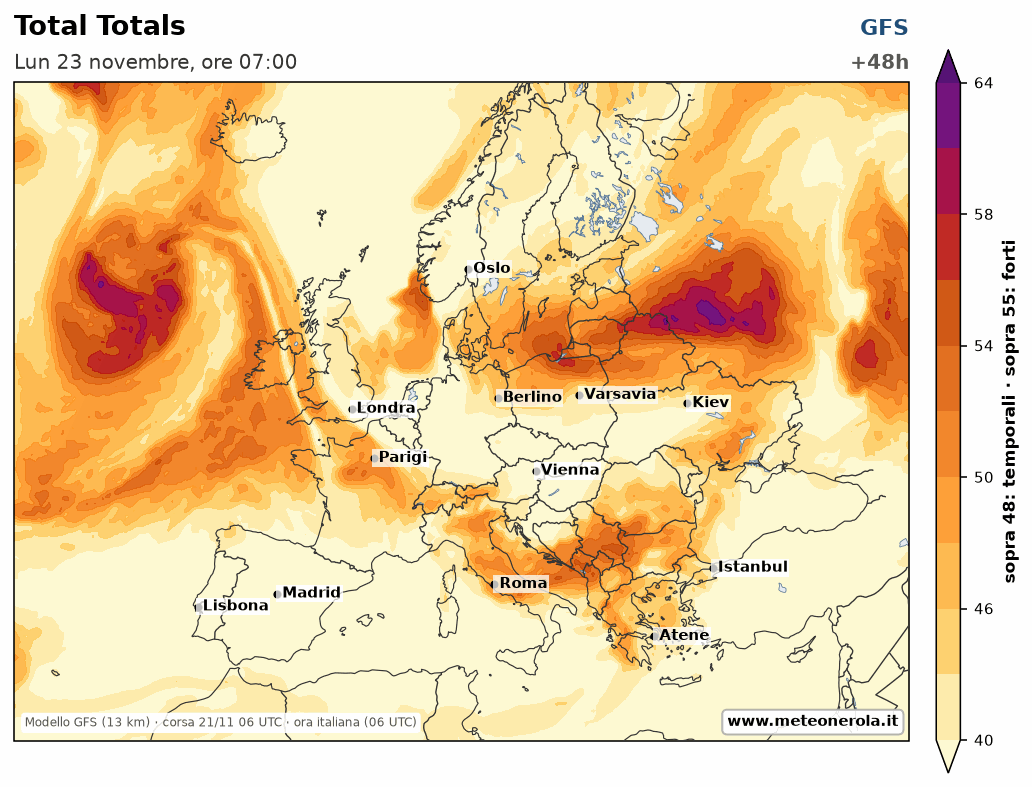 Total Totals
GFS
Lun 23 novembre, ore 07:00
+48h
64
58
54
50
46
40
sopra 48: temporali · sopra 55: forti
Oslo
Berlino
Varsavia
Kiev
Londra
Parigi
Vienna
Istanbul
Roma
Madrid
Lisbona
Atene
Modello GFS (13 km) · corsa 21/11 06 UTC · ora italiana (06 UTC)
www.meteonerola.it